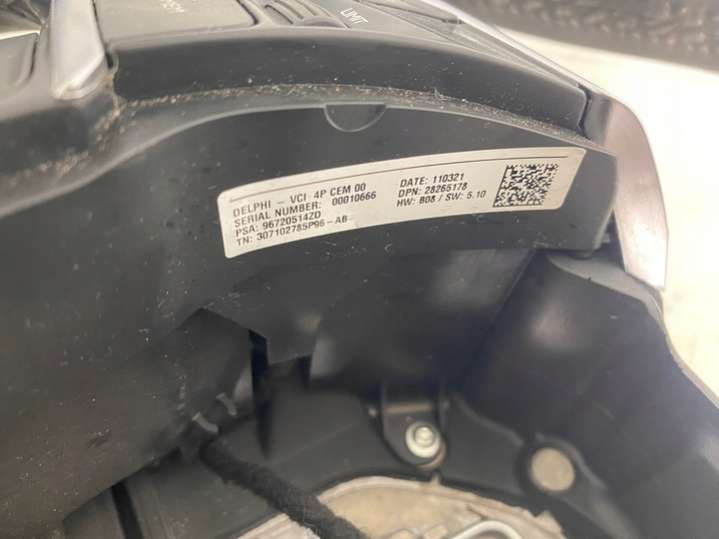 LIMIT
DELPHI - VCI 4P CEM 00
SERIAL NUMBER: 00010666
PSA: 96720514ZD
TN: 307102785P96-AB
DATE: 110321
DPN: 28265178
HW: B08 / SW: 5.10